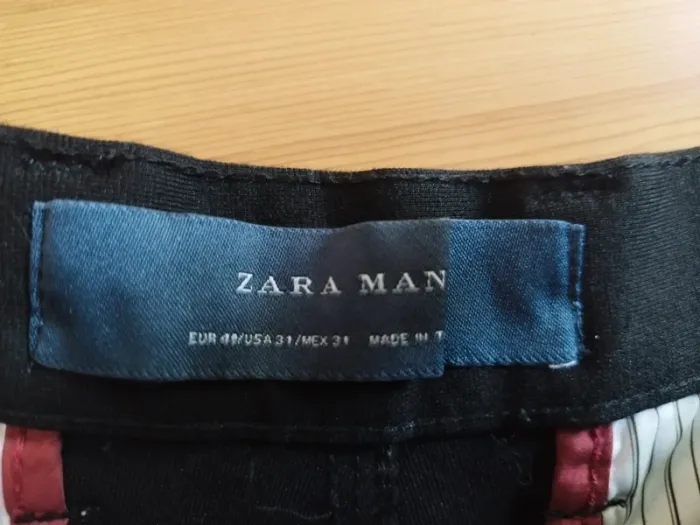 ZARA MAN
EUR 40/USA 31/MEX 31 MADE IN T